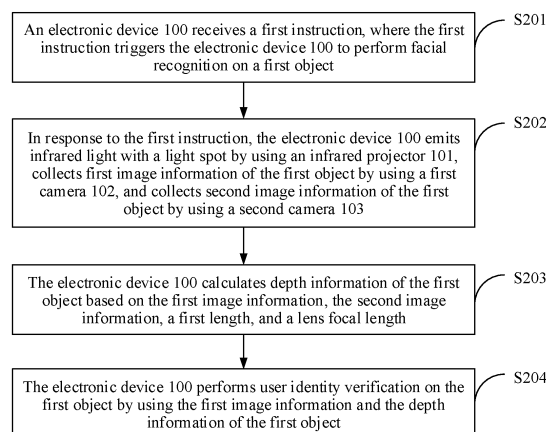 An electronic device 100 receives a first instruction, where the first
instruction triggers the electronic device 100 to perform facial
recognition on a first object
S201
In response to the first instruction, the electronic device 100 emits
infrared light with a light spot by using an infrared projector 101,
collects first image information of the first object by using a first
camera 102, and collects second image information of the first
object by using a second camera 103
S202
The electronic device 100 calculates depth information of the first
object based on the first image information, the second image
information, a first length, and a lens focal length
S203
The electronic device 100 performs user identity verification on the
first object by using the first image information and the depth
information of the first object
S204